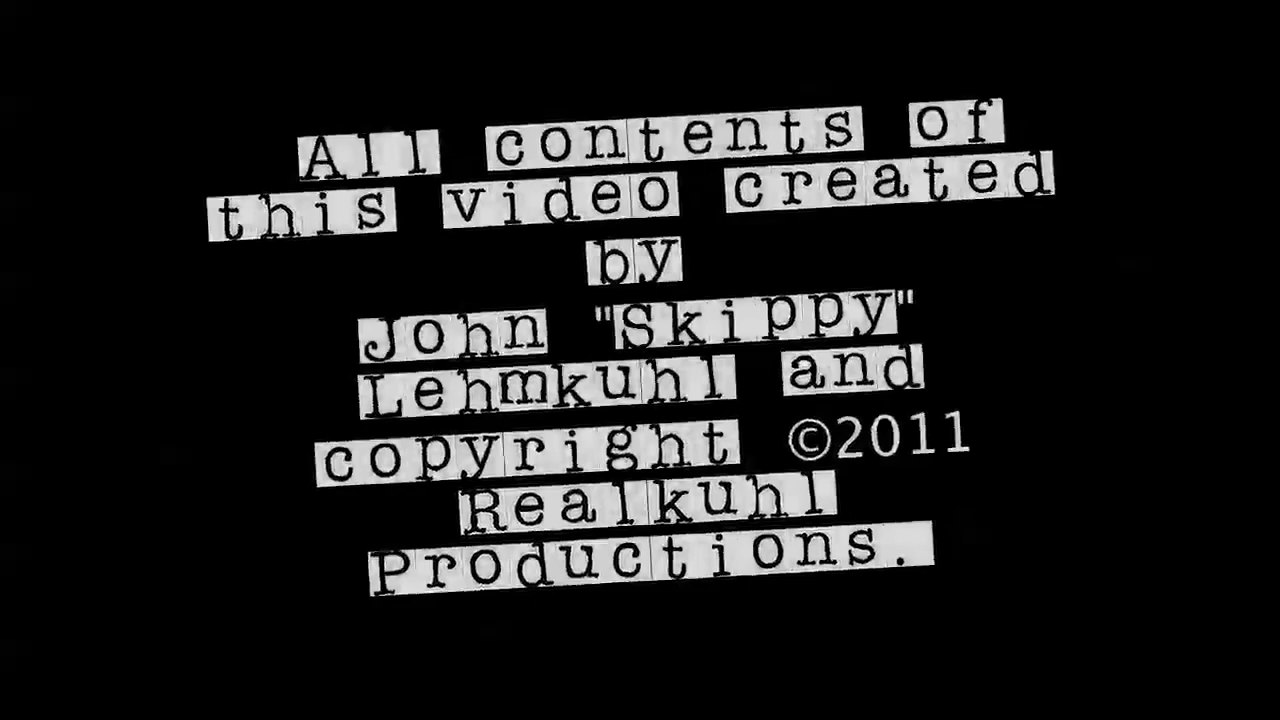 All contents of
this video created
by
John "Skippy"
Lehmkuhl and
copyright ©2011
Realkuhl
Productions.